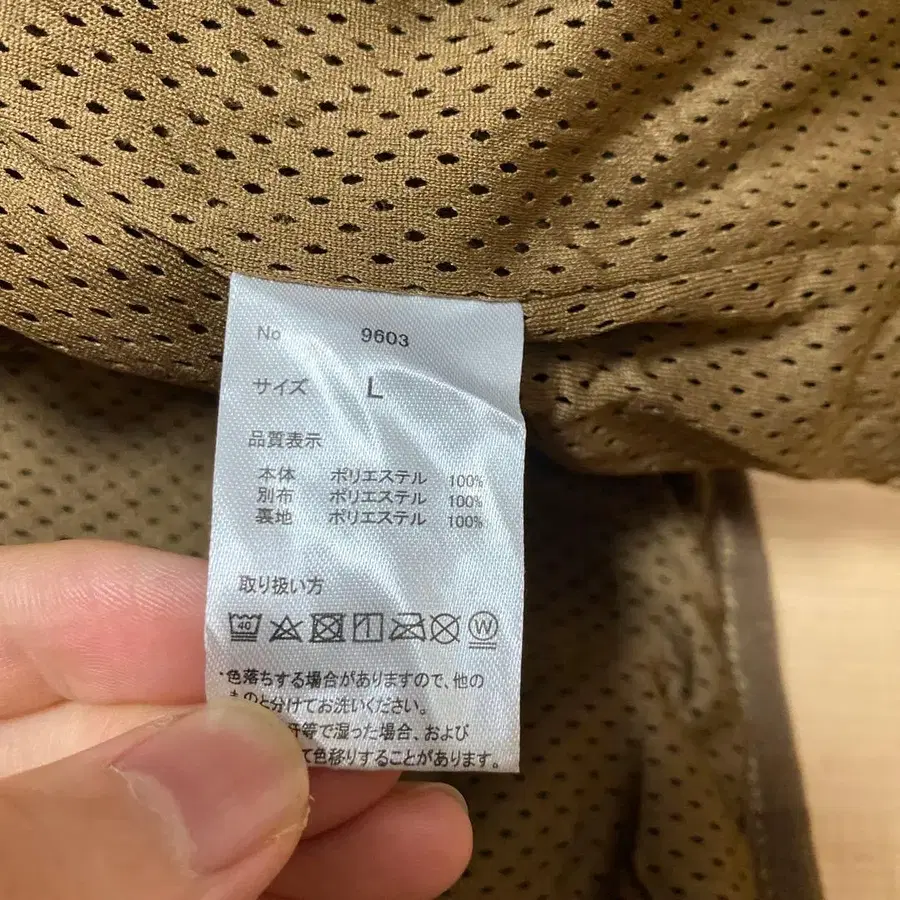 No 9603
サイズ L
品質表示
本体 ポリエステル 100%
別布 ポリエステル 100%
裏地 ポリエステル 100%
取り扱い方
40 W
・色落ちする場合がありますので、他の
ものと分けてお洗いください。
汗等で湿った場合、および
て色移りすることがあります。